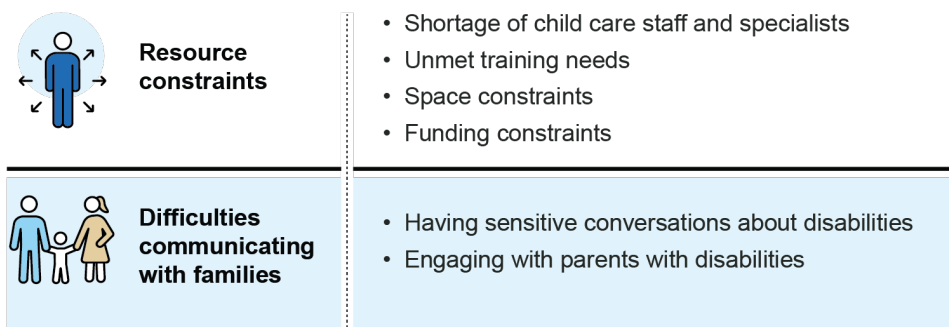 Resource
constraints
• Shortage of child care staff and specialists
• Unmet training needs
• Space constraints
• Funding constraints
Difficulties
communicating
with families
• Having sensitive conversations about disabilities
• Engaging with parents with disabilities